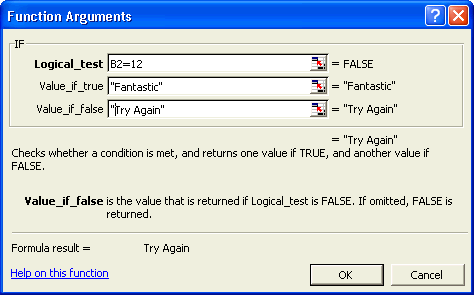 Function Arguments
IF
Logical_test B2=12 = FALSE
Value_if_true "Fantastic" = "Fantastic"
Value_if_false "Try Again" = "Try Again"
= "Try Again"
Checks whether a condition is met, and returns one value if TRUE, and another value if
FALSE.
Value_if_false is the value that is returned if Logical_test is FALSE. If omitted, FALSE is
returned.
Formula result = Try Again
Help on this function OK Cancel